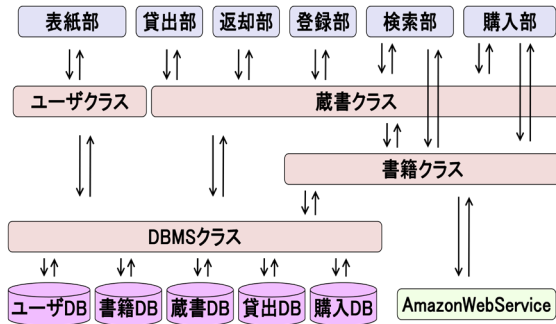 表紙部
貸出部
返却部
登録部
検索部
購入部
ユーザクラス
蔵書クラス
書籍クラス
DBMSクラス
ユーザDB
書籍DB
蔵書DB
貸出DB
購入DB
AmazonWebService